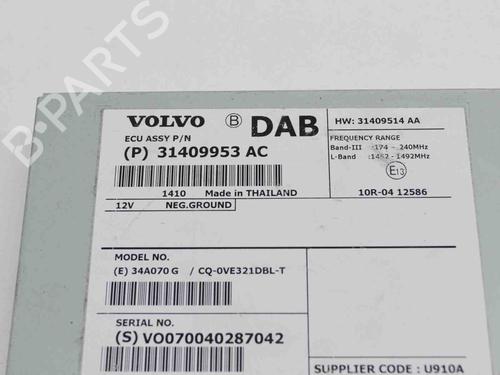 VOLVO B DAB
ECU ASSY P/N
(P) 31409953 AC
1410 Made in THAILAND
12V NEG.GROUND
HW: 31409514 AA
FREQUENCY RANGE
Band-III :174 - 240MHz
L-Band :1452 - 1492MHz
E13
10R-04 12586
MODEL NO.
(E) 34A070 G / CQ-0VE321DBL-T
SERIAL NO.
(S) VO070040287042
SUPPLIER CODE : U910A
B-PARTS